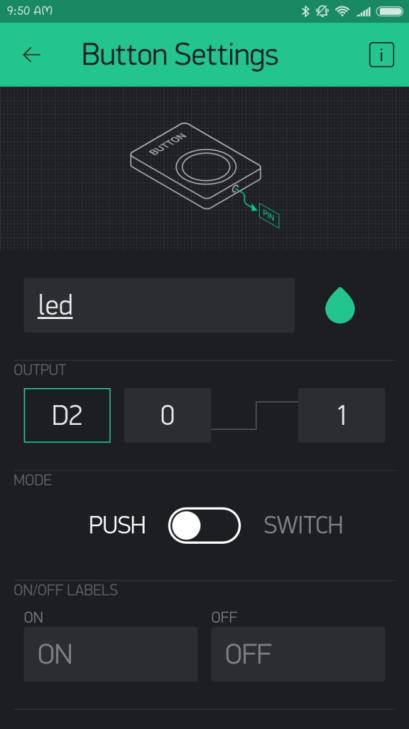 9:50 AM
Button Settings
i
BUTTON
PIN
led
OUTPUT
D2 0 1
MODE
PUSH SWITCH
ON/OFF LABELS
ON OFF
ON OFF